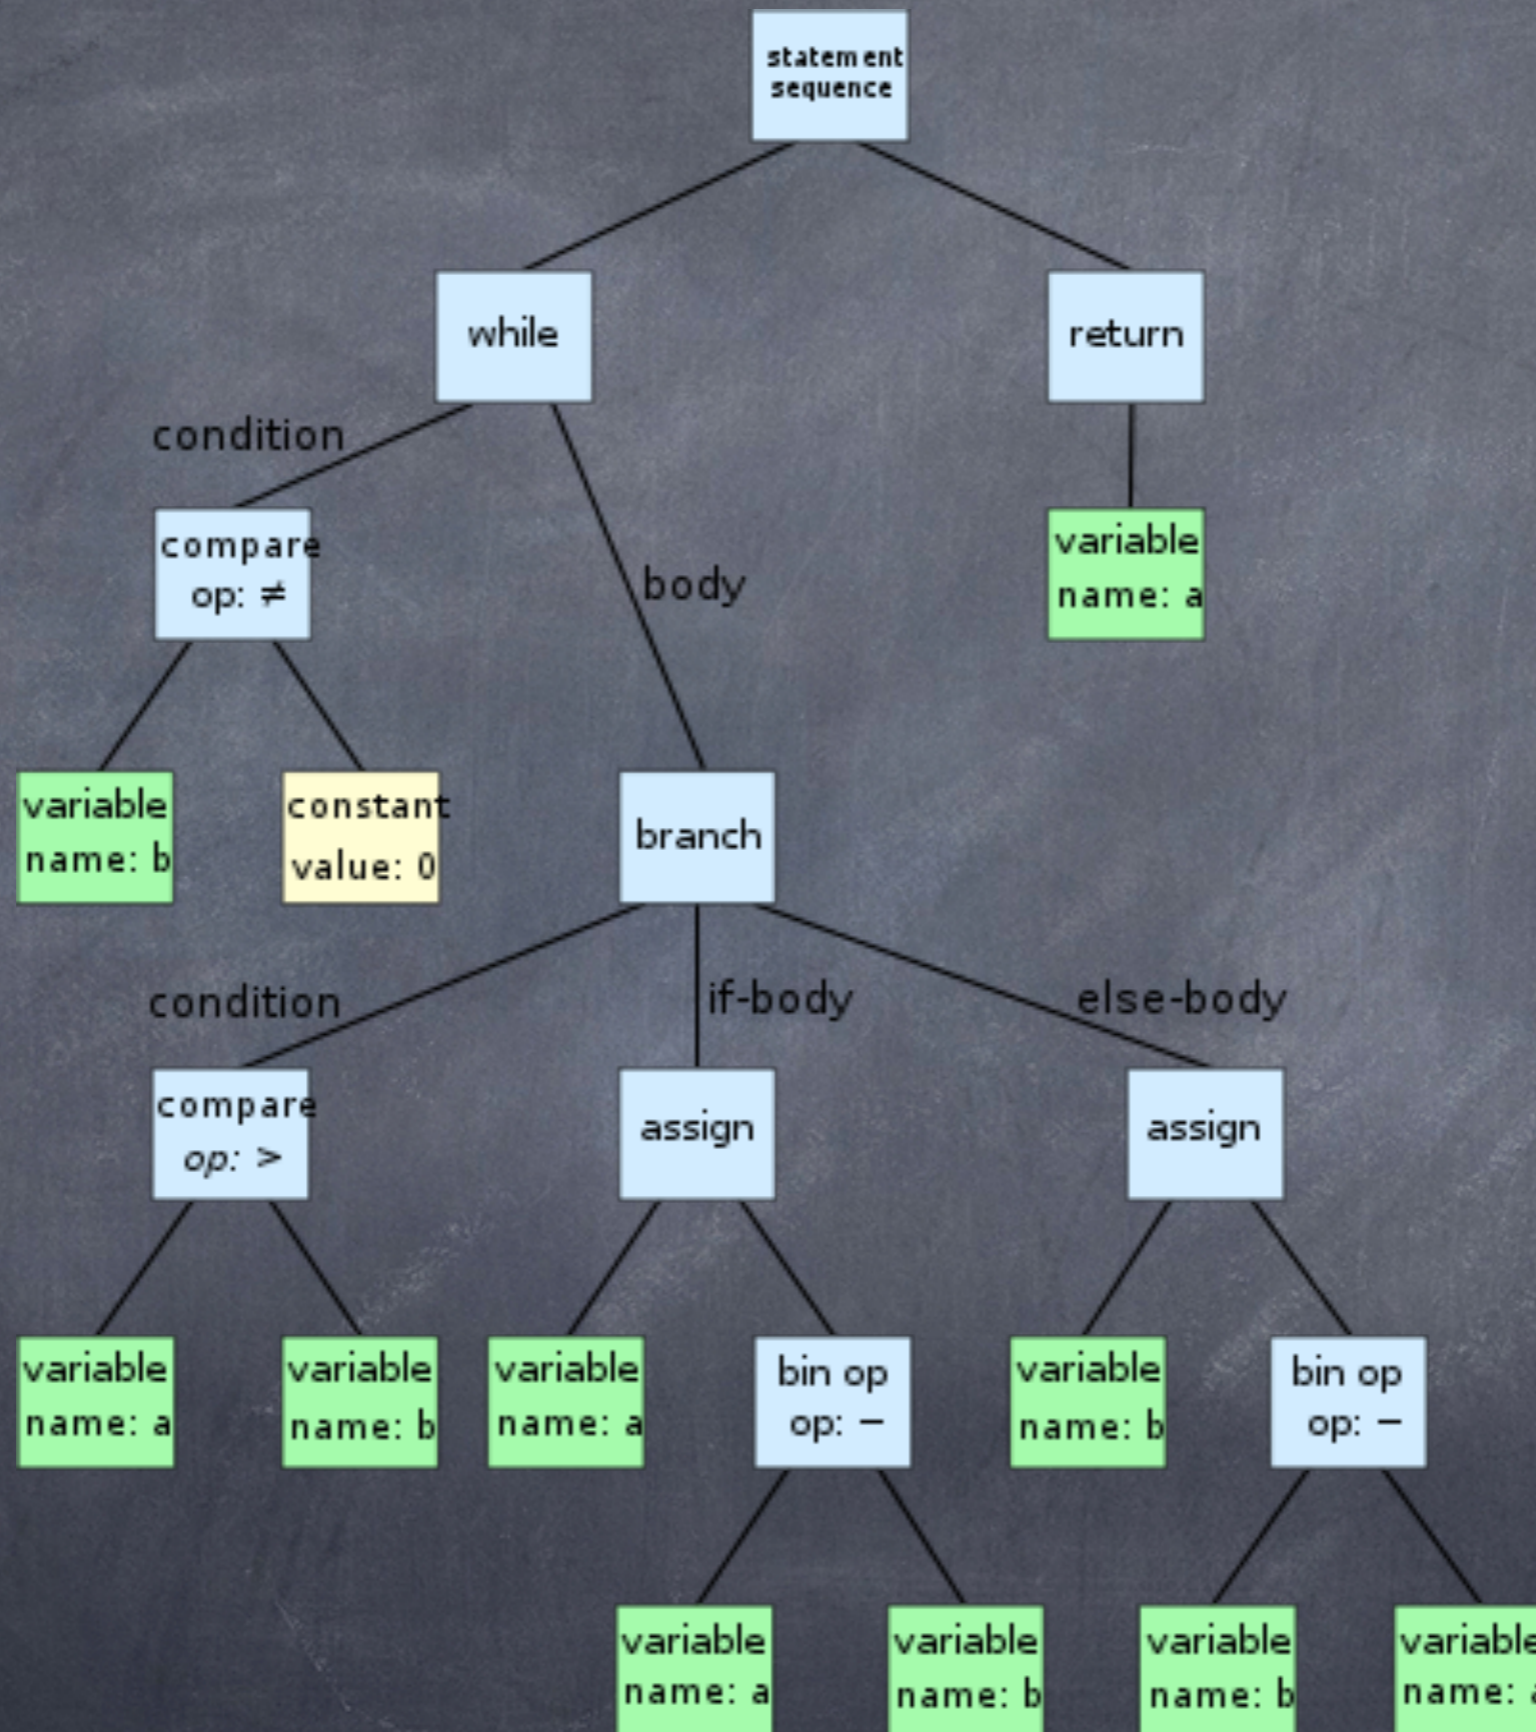 statement
sequence
while
return
condition
compare
op: ≠
body
variable
name: a
variable
name: b
constant
value: 0
branch
condition
if-body
else-body
compare
op: >
assign
assign
variable
name: a
variable
name: b
variable
name: a
bin op
op: −
variable
name: b
bin op
op: −
variable
name: a
variable
name: b
variable
name: b
variable
name: a